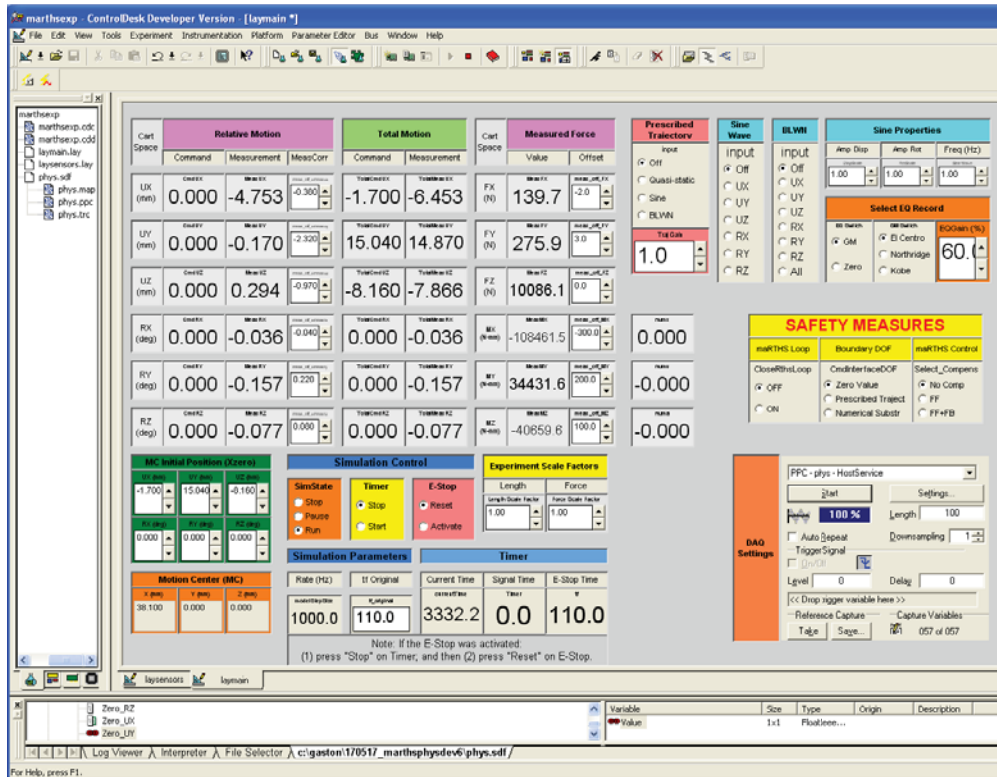 marthsexp - ControlDesk Developer Version - [laymain *]
File Edit View Tools Experiment Instrumentation Platform Parameter Editor Bus Window Help
marthsexp
marthsexp.cdc
marthsexp.cdd
laymain.lay
laysensors.lay
phys.sdf
phys.map
phys.ppc
phys.trc
Cart Space
Relative Motion
Command Measurement MeasCorr
Total Motion
Command Measurement
Cart Space
Measured Force
Value Offset
UX (mm) 0.000 -4.753 -0.380 -1.700 -6.453 FX (N) 139.7 -2.0
UY (mm) 0.000 -0.170 -2.320 15.040 14.870 FY (N) 275.9 3.0
UZ (mm) 0.000 0.294 -0.970 -8.160 -7.866 FZ (N) 10086.1 0.0
RX (deg) 0.000 -0.036 -0.040 0.000 -0.036 MX (N-mm) -108461.5 -300.0 0.000
RY (deg) 0.000 -0.157 0.220 0.000 -0.157 MY (N-mm) 34431.6 200.0 -0.000
RZ (deg) 0.000 -0.077 0.000 0.000 -0.077 MZ (N-mm) -40659.6 100.0 -0.000
Prescribed Traiectory
input
Off
Quasi-static
Sine
BLWN
Traj Gain
1.0
Sine Wave
input
Off
UX
UY
UZ
RX
RY
RZ
BLWN
input
Off
UX
UY
UZ
RX
RY
RZ
All
Sine Properties
Amp Disp Amp Rot Freq (Hz)
1.00 1.00 1.00
Select EQ Record
GM
Zero
El Centro
Northridge
Kobe
EQGain (%)
60.0
SAFETY MEASURES
maRTHS Loop Boundary DOF maRTHS Control
CloseRthsLoop CmdInterfaceDOF Select_Compens
OFF Zero Value No Comp
ON Prescribed Traject FF
Numerical Substr FF+FB
MC Initial Position (Xzero)
UX (mm) UY (mm) UZ (mm)
-1.700 15.040 -8.160
RX (deg) RY (deg) RZ (deg)
0.000 0.000 0.000
Motion Center (MC)
X (mm) Y (mm) Z (mm)
38.100 0.000 0.000
Simulation Control
SimState
Stop
Pause
Run
Timer
Stop
Start
E-Stop
Reset
Activate
Experiment Scale Factors
Length Force
Length Scale Factor Force Scale Factor
1.00 1.00
Simulation Parameters
Rate (Hz) tf Original
1000.0 110.0
Timer
Current Time Signal Time E-Stop Time
currentTime Timer tf
3332.2 0.0 110.0
Note: If the E-Stop was activated:
(1) press "Stop" on Timer; and then (2) press "Reset" on E-Stop.
DAQ Settings
PPC - phys - HostService
Start Settings...
100 % Length 100
Auto Repeat Downsampling 1
TriggerSignal
On/Off
Level 0 Delay 0
<< Drop trigger variable here >>
Reference Capture Capture Variables
Take Save... 057 of 057
laysensors laymain
Zero_RZ
Zero_UX
Zero_UY
Variable Size Type Origin Description
Value 1x1 FloatIeee...
Log Viewer Interpreter File Selector c:\gaston\170517_marthsphysdev6\phys.sdf
For Help, press F1.